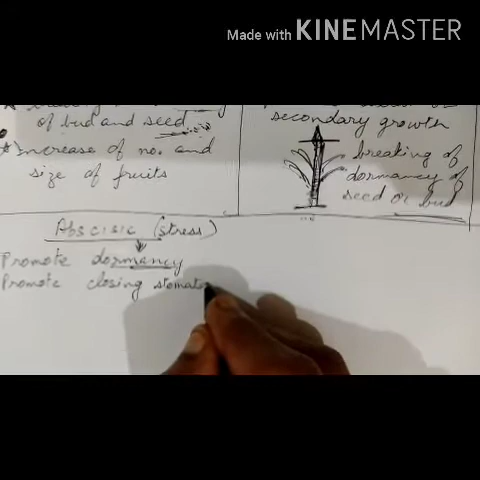 Made with KINEMASTER
of bud and seed
secondary growth
★ Increase of no. and
size of fruits
breaking of
dormancy of
seed or bud
Abscisic (stress)
Promote dormancy
Promote closing stomata